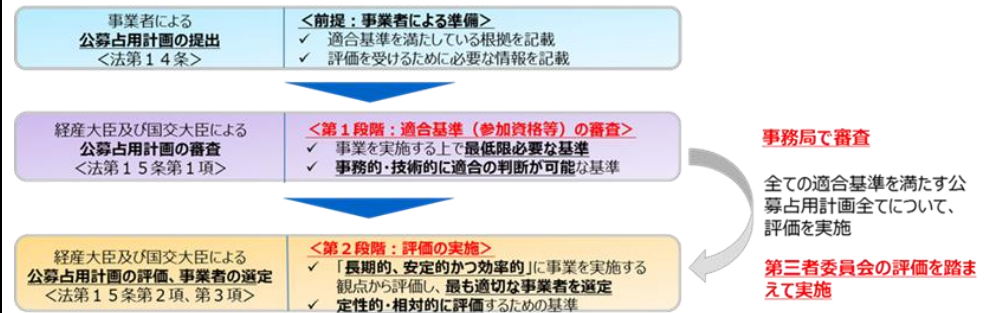 事業者による
公募占用計画の提出
<法第14条>
<前提:事業者による準備>
✓ 適合基準を満たしている根拠を記載
✓ 評価を受けるために必要な情報を記載
経産大臣及び国交大臣による
公募占用計画の審査
<法第15条第1項>
<第1段階:適合基準(参加資格等)の審査>
✓ 事業を実施する上で最低限必要な基準
✓ 事務的・技術的に適合の判断が可能な基準
事務局で審査
全ての適合基準を満たす公
募占用計画全てについて、
評価を実施
経産大臣及び国交大臣による
公募占用計画の評価、事業者の選定
<法第15条第2項、第3項>
<第2段階:評価の実施>
✓ 「長期的、安定的かつ効率的」に事業を実施する
観点から評価し、最も適切な事業者を選定
✓ 定性的・相対的に評価するための基準
第三者委員会の評価を踏ま
えて実施